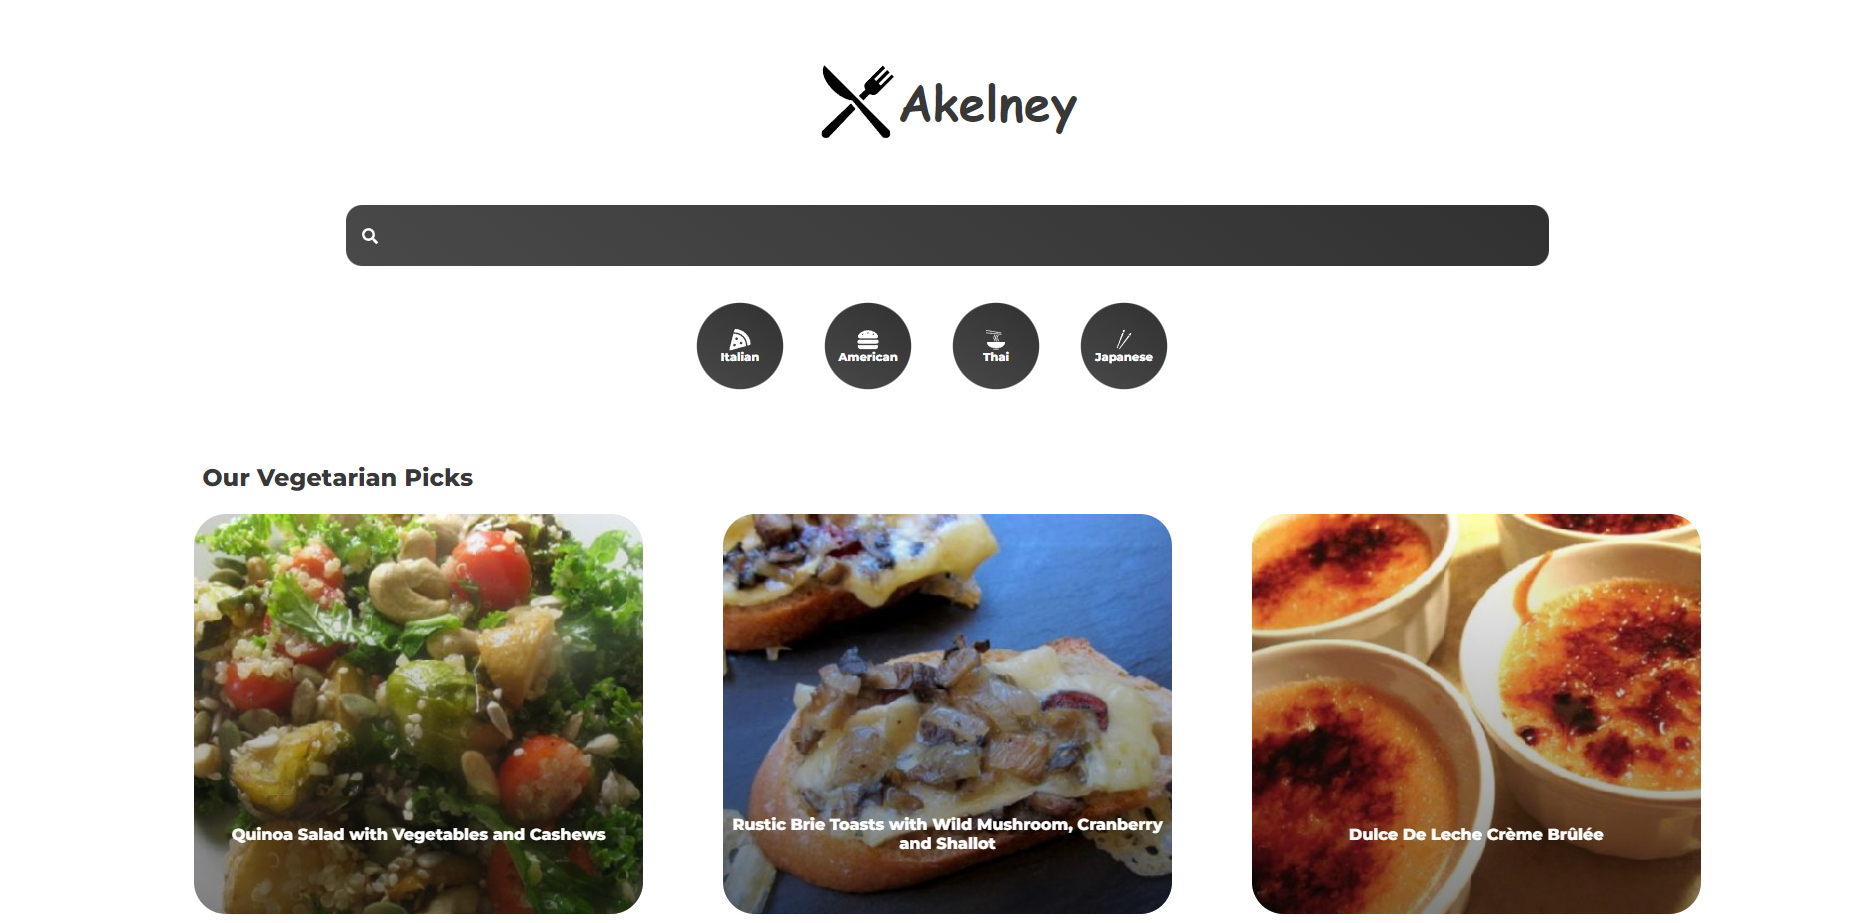 Akelney
Italian
American
Thai
Japanese
Our Vegetarian Picks
Quinoa Salad with Vegetables and Cashews
Rustic Brie Toasts with Wild Mushroom, Cranberry
and Shallot
Dulce De Leche Crème Brûlée